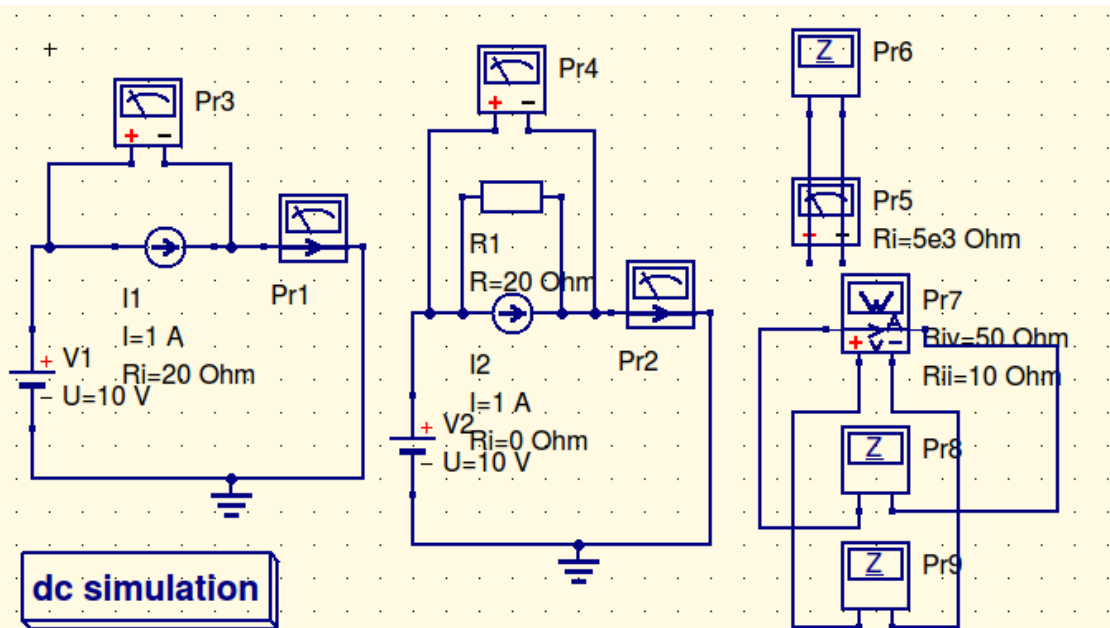 Pr3
+ −
Pr1
I1
I=1 A
Ri=20 Ohm
+ V1
− U=10 V
dc simulation
Pr4
+ −
R1
R=20 Ohm
Pr2
I2
I=1 A
Ri=0 Ohm
+ V2
− U=10 V
Z
Pr6
Pr5
− −
Ri=5e3 Ohm
W
Pr7
A
+ V −
Riv=50 Ohm
Rii=10 Ohm
Z
Pr8
Z
Pr9